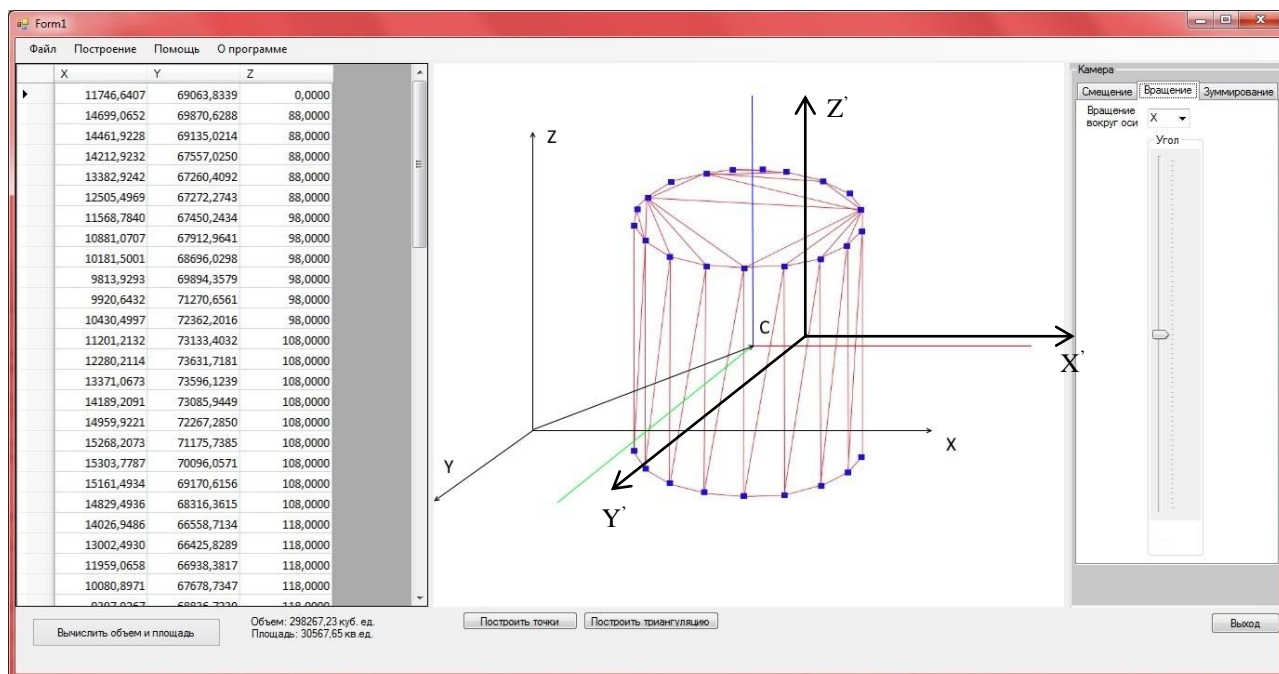 Form1
Файл Построение Помощь О программе
X Y Z
11746,6407 69063,8339 0,0000
14699,0652 69870,6288 88,0000
14461,9228 69135,0214 88,0000
14212,9232 67557,0250 88,0000
13382,9242 67260,4092 88,0000
12505,4969 67272,2743 88,0000
11568,7840 67450,2434 98,0000
10881,0707 67912,9641 98,0000
10181,5001 68696,0298 98,0000
9813,9293 69894,3579 98,0000
9920,6432 71270,6561 98,0000
10430,4997 72362,2016 98,0000
11201,2132 73133,4032 108,0000
12280,2114 73631,7181 108,0000
13371,0673 73596,1239 108,0000
14189,2091 73085,9449 108,0000
14959,9221 72267,2850 108,0000
15268,2073 71175,7385 108,0000
15303,7787 70096,0571 108,0000
15161,4934 69170,6156 108,0000
14829,4936 68316,3615 108,0000
14026,9486 66558,7134 118,0000
13002,4930 66425,8289 118,0000
11959,0658 66938,3817 118,0000
10080,8971 67678,7347 118,0000
Z
Z’
C
X’
X
Y
Y’
Камера
Смещение Вращение Зуммирование
Вращение
вокруг оси X
Угол
Вычислить объем и площадь
Объем: 298267,23 куб. ед.
Площадь: 30567,65 кв.ед.
Построить точки Построить триангуляцию
Выход